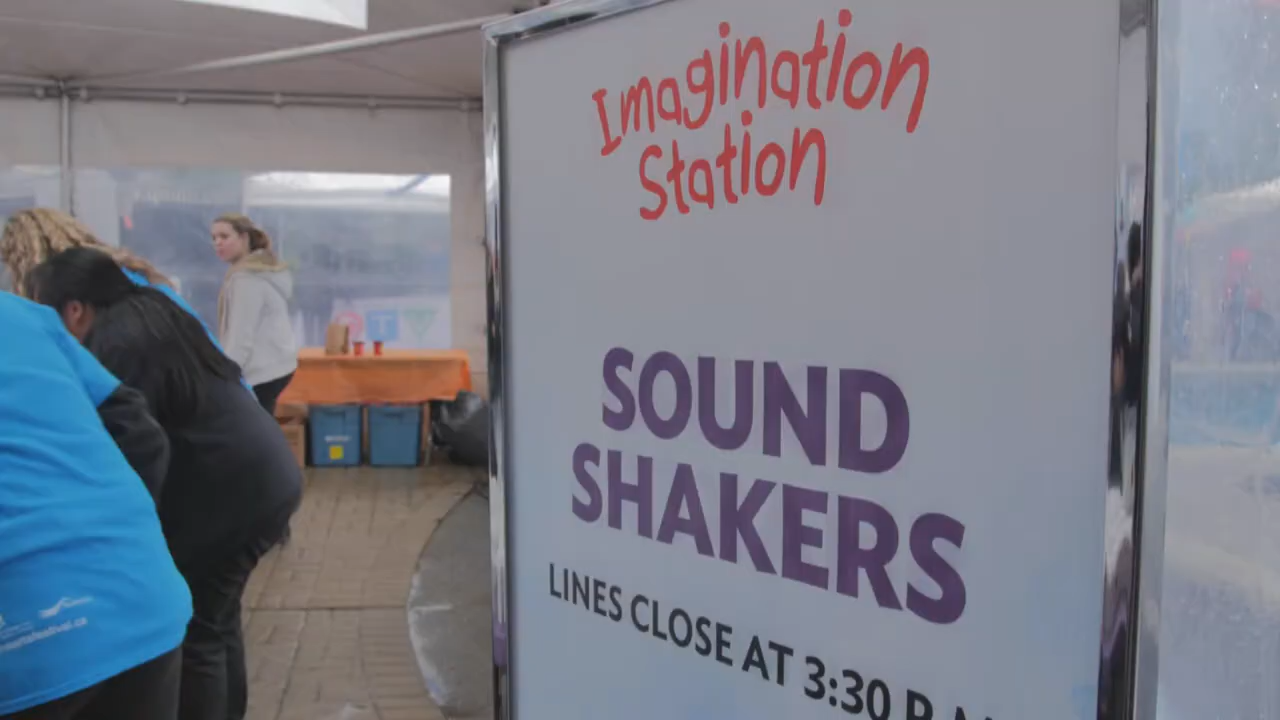 Imagination
Station
SOUND
SHAKERS
LINES CLOSE AT 3:30 P.M